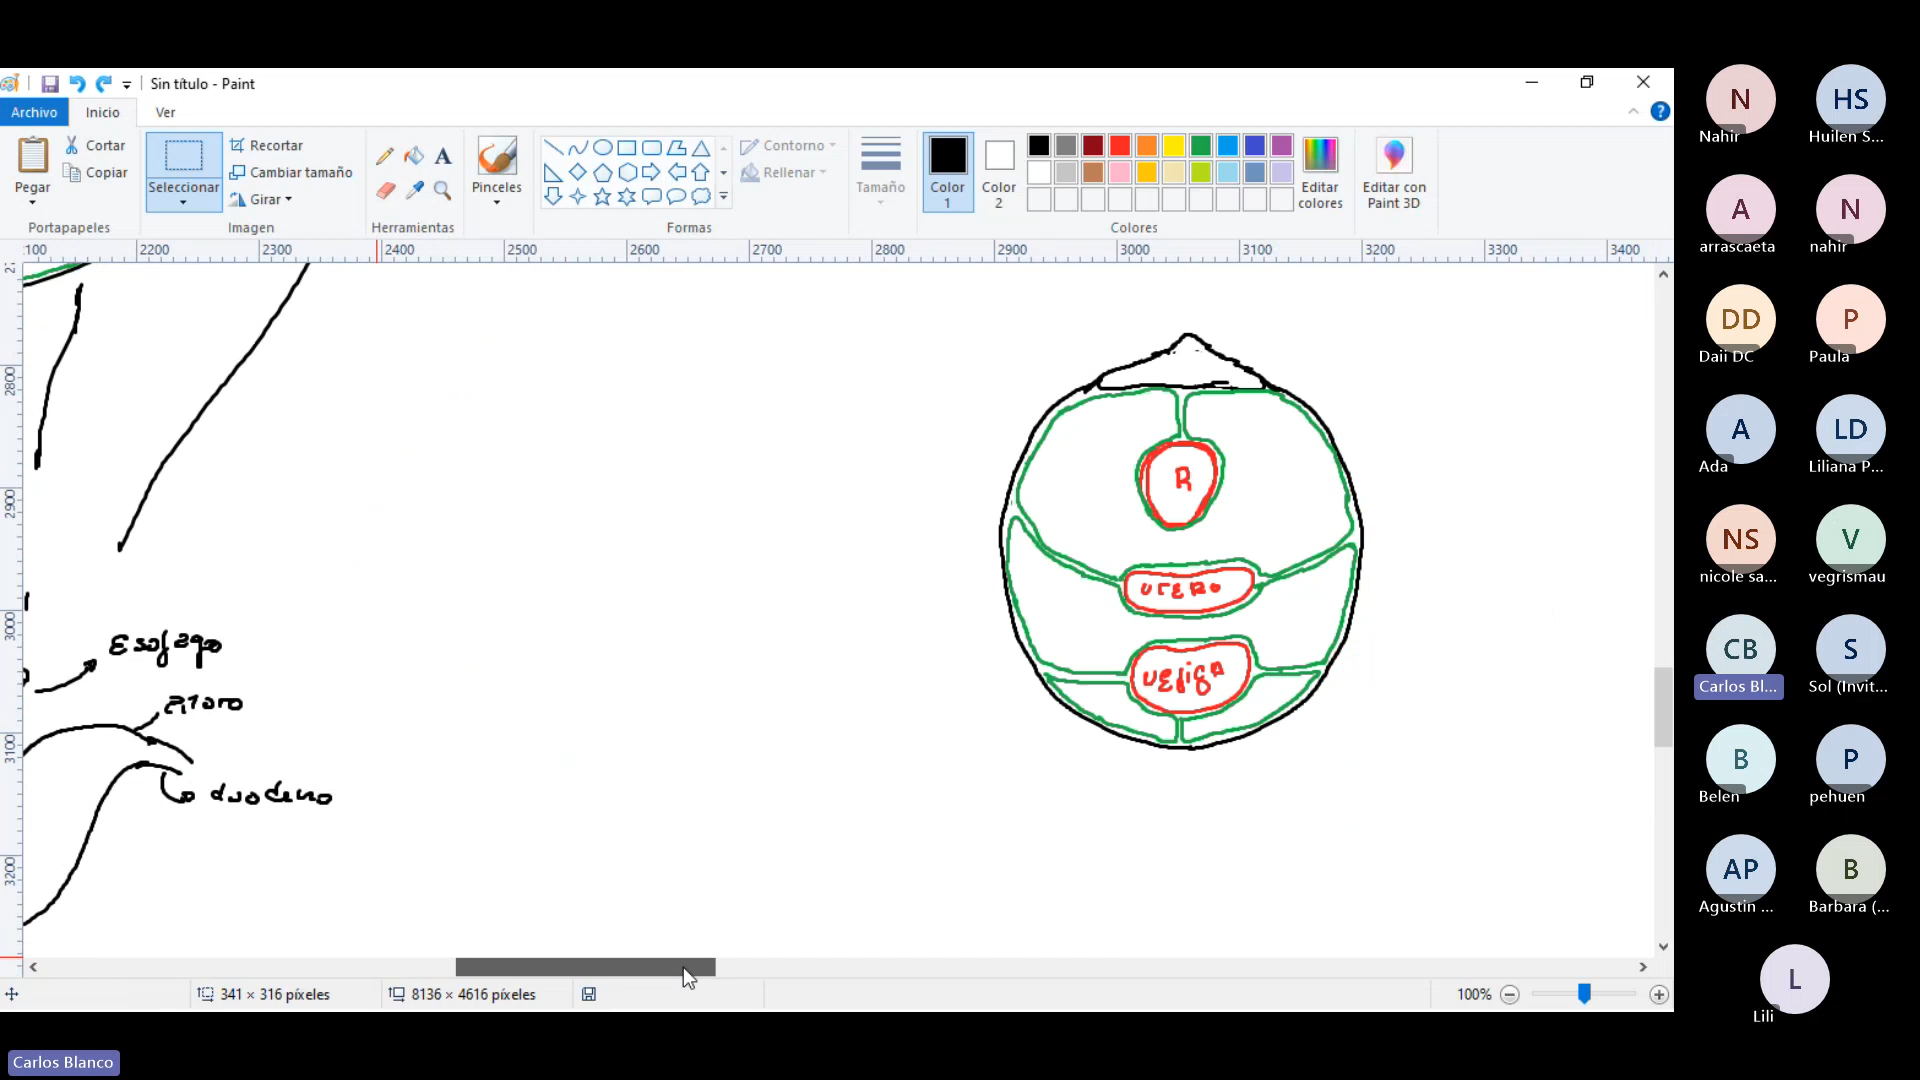 Sin título - Paint
Archivo
Inicio
Ver
Pegar
Cortar
Copiar
Portapapeles
Seleccionar
Recortar
Cambiar tamaño
Girar
Imagen
A
Herramientas
Pinceles
Formas
Contorno
Rellenar
Tamaño
Color 1
Color 2
Colores
Editar colores
Editar con Paint 3D
2200 2300 2400 2500 2600 2700 2800 2900 3000 3100 3200 3300 3400
2800
2900
3000
3100
3200
R
UTERO
VEJIGA
Esofago
duodeno
341 × 316 píxeles
8136 × 4616 píxeles
100%
N
Nahir
HS
Huilen S...
A
arrascaeta
N
nahir
DD
Daii DC
P
Paula
A
Ada
LD
Liliana P...
NS
nicole sa...
V
vegrismau
CB
Carlos Bl...
S
Sol (Invit...
B
Belen
P
pehuen
AP
Agustin ...
B
Barbara (...
L
Lili
Carlos Blanco